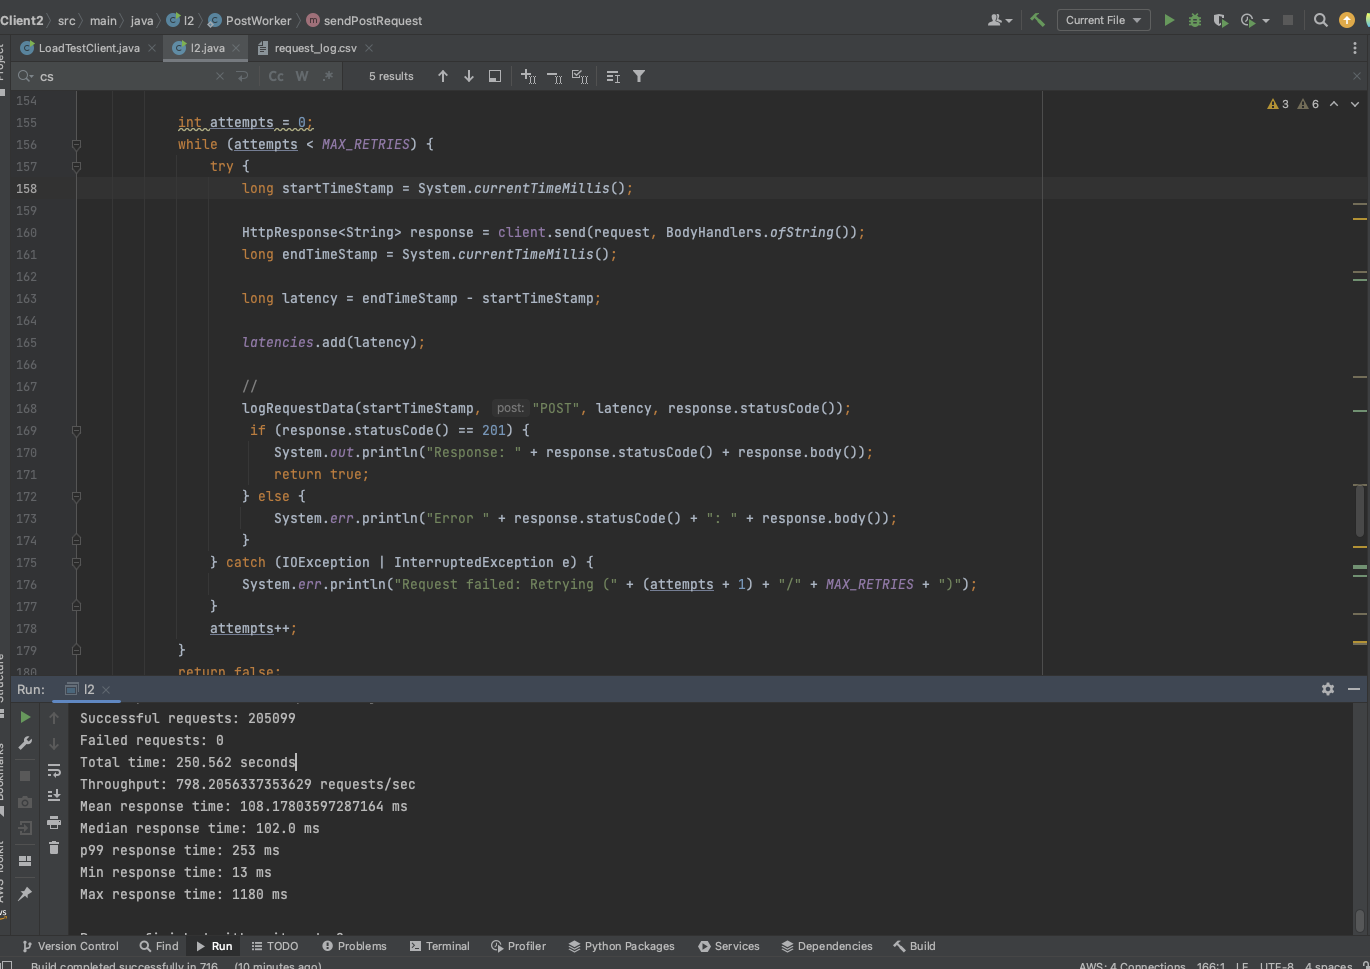 Client2 〉 src 〉 main 〉 java 〉 l2 〉 PostWorker 〉 sendPostRequest
Current File
LoadTestClient.java
l2.java
request_log.csv
cs
Cc W .*
5 results
3 6
154
155 int attempts = 0;
156 while (attempts < MAX_RETRIES) {
157 try {
158 long startTimeStamp = System.currentTimeMillis();
159
160 HttpResponse<String> response = client.send(request, BodyHandlers.ofString());
161 long endTimeStamp = System.currentTimeMillis();
162
163 long latency = endTimeStamp - startTimeStamp;
164
165 latencies.add(latency);
166
167 //
168 logRequestData(startTimeStamp, post: "POST", latency, response.statusCode());
169 if (response.statusCode() == 201) {
170 System.out.println("Response: " + response.statusCode() + response.body());
171 return true;
172 } else {
173 System.err.println("Error " + response.statusCode() + ": " + response.body());
174 }
175 } catch (IOException | InterruptedException e) {
176 System.err.println("Request failed: Retrying (" + (attempts + 1) + "/" + MAX_RETRIES + ")");
177 }
178 attempts++;
179 }
180 return false;
Run: l2
Successful requests: 205099
Failed requests: 0
Total time: 250.562 seconds
Throughput: 798.2056337353629 requests/sec
Mean response time: 108.17803597287164 ms
Median response time: 102.0 ms
p99 response time: 253 ms
Min response time: 13 ms
Max response time: 1180 ms
Version Control Find Run TODO Problems Terminal Profiler Python Packages Services Dependencies Build
Build completed successfully in 716 (10 minutes ago)
AWS: 4 Connections 166:1 LF UTF-8 4 spaces